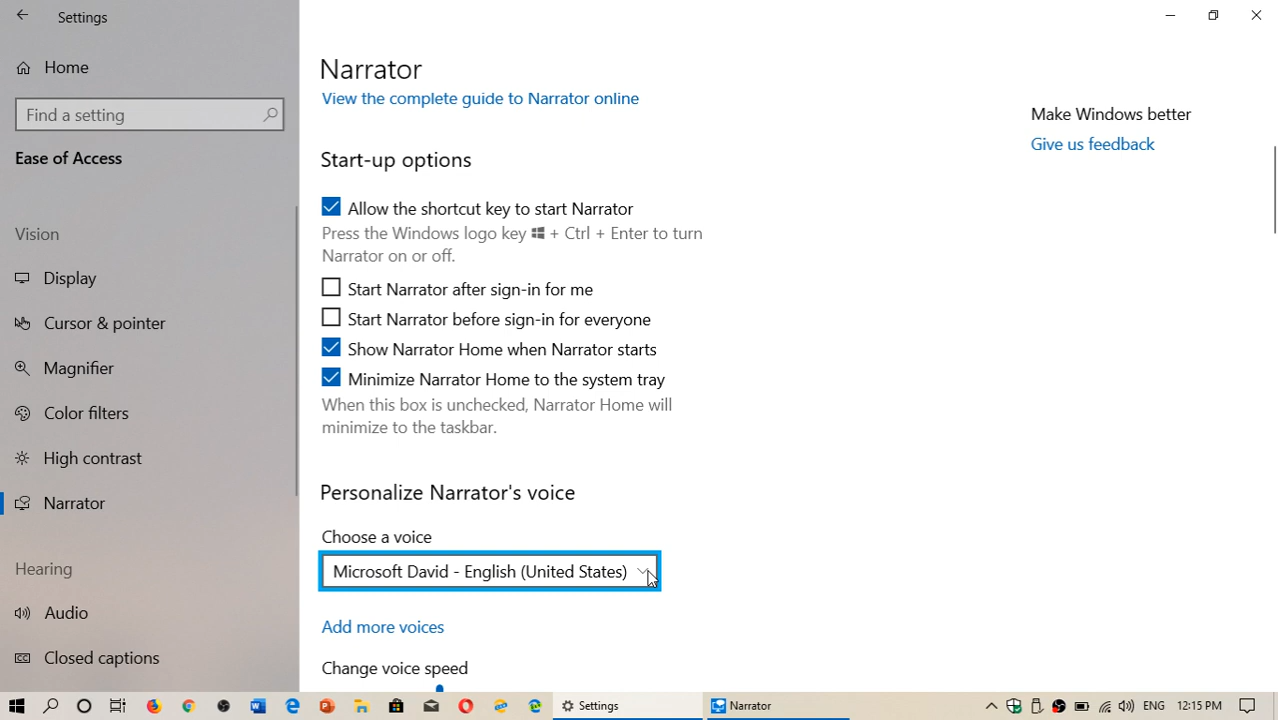 Settings
Home
Find a setting
Ease of Access
Vision
Display
Cursor & pointer
Magnifier
Color filters
High contrast
Narrator
Hearing
Audio
Closed captions
Narrator
View the complete guide to Narrator online
Start-up options
Allow the shortcut key to start Narrator
Press the Windows logo key + Ctrl + Enter to turn
Narrator on or off.
Start Narrator after sign-in for me
Start Narrator before sign-in for everyone
Show Narrator Home when Narrator starts
Minimize Narrator Home to the system tray
When this box is unchecked, Narrator Home will
minimize to the taskbar.
Personalize Narrator's voice
Choose a voice
Microsoft David - English (United States)
Add more voices
Change voice speed
Make Windows better
Give us feedback
Settings
Narrator
ENG
12:15 PM